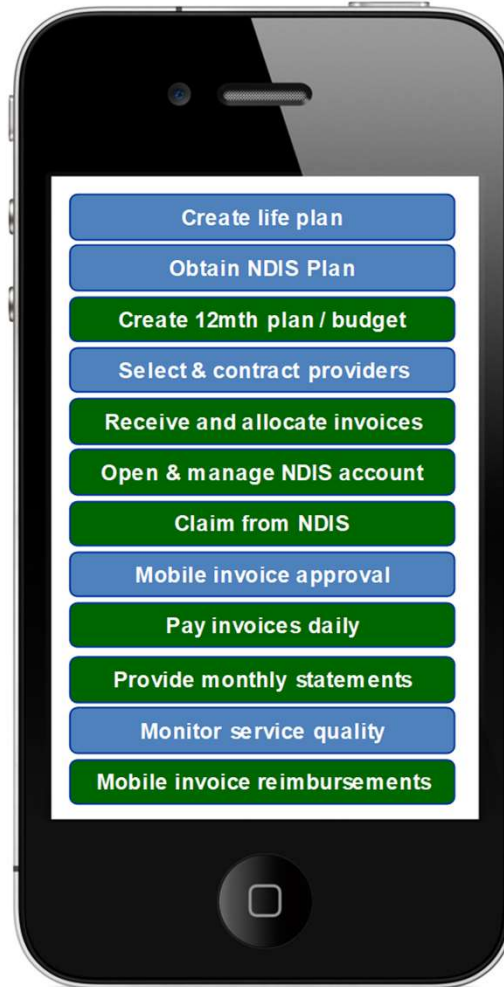 Create life plan
Obtain NDIS Plan
Create 12mth plan / budget
Select & contract providers
Receive and allocate invoices
Open & manage NDIS account
Claim from NDIS
Mobile invoice approval
Pay invoices daily
Provide monthly statements
Monitor service quality
Mobile invoice reimbursements